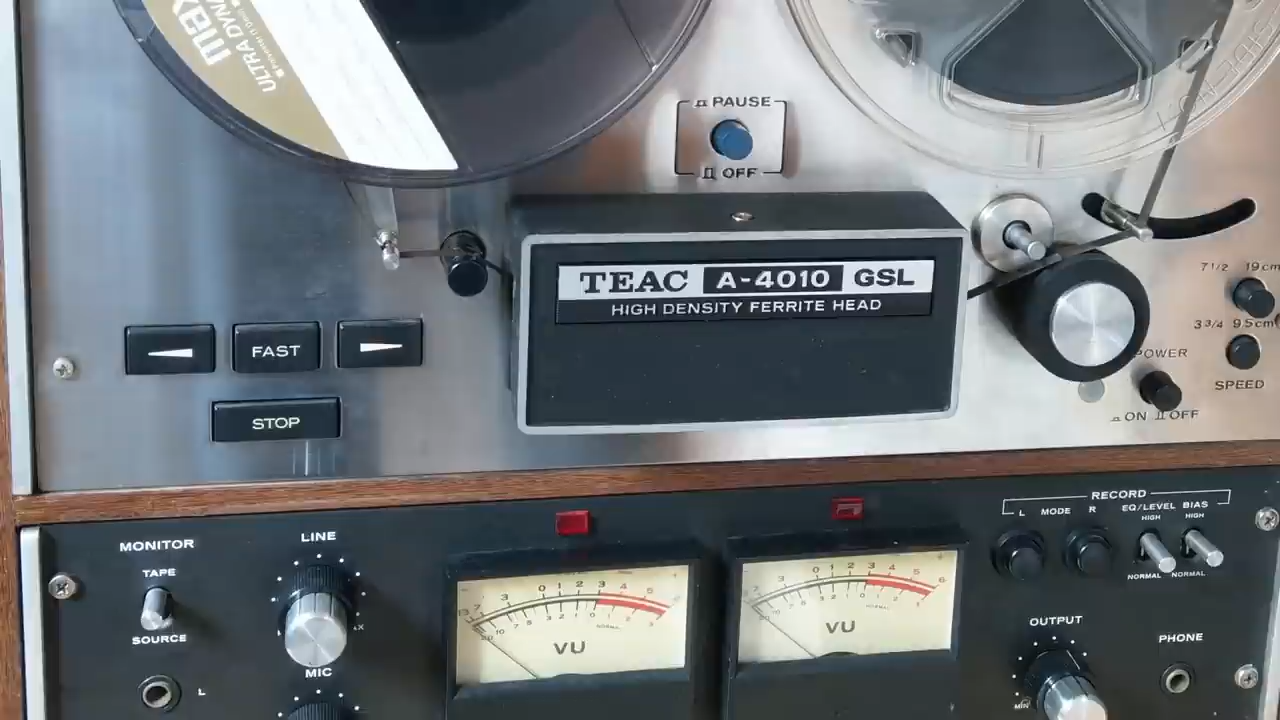 maxell
ULTRA DYNAMIC
PAUSE
OFF
TEAC A-4010 GSL
HIGH DENSITY FERRITE HEAD
7 1/2 19cm
3 3/4 9.5cm
SPEED
POWER
ON OFF
FAST
STOP
RECORD
L MODE R EQ/LEVEL BIAS
HIGH HIGH
NORMAL NORMAL
MONITOR
TAPE
SOURCE
L
LINE
MIC
VU
VU
OUTPUT
MIN
PHONE